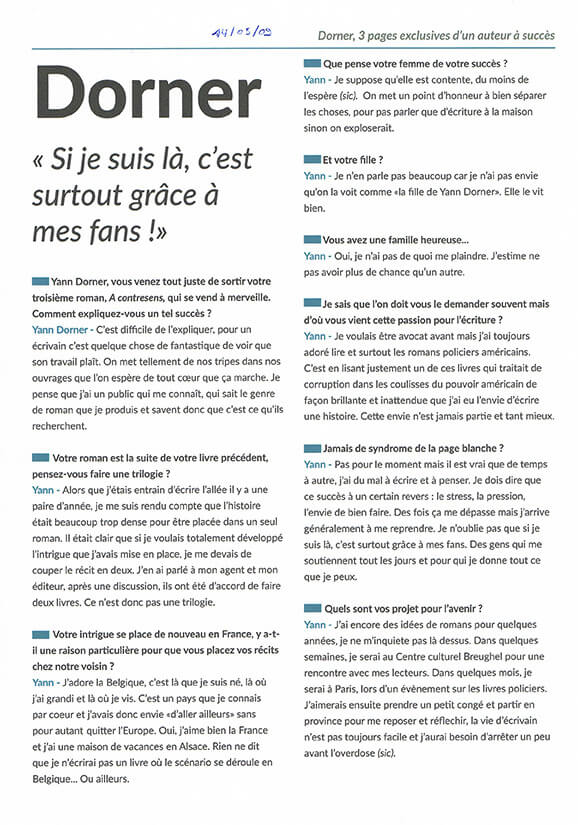 14/05/09
Dorner, 3 pages exclusives d'un auteur à succès
Dorner
« Si je suis là, c'est
surtout grâce à
mes fans !»
Yann Dorner, vous venez tout juste de sortir votre
troisième roman, A contresens, qui se vend à merveille.
Comment expliquez-vous un tel succès ?
Yann Dorner - C'est difficile de l'expliquer, pour un
écrivain c'est quelque chose de fantastique de voir que
son travail plaît. On met tellement de nos tripes dans nos
ouvrages que l'on espère de tout cœur que ça marche. Je
pense que j'ai un public qui me connaît, qui sait le genre
de roman que je produis et savent donc que c'est ce qu'ils
recherchent.
Votre roman est la suite de votre livre précédent,
pensez-vous faire une trilogie ?
Yann - Alors que j'étais entrain d'écrire l'allée il y a une
paire d'année, je me suis rendu compte que l'histoire
était beaucoup trop dense pour être placée dans un seul
roman. Il était clair que si je voulais totalement développé
l'intrigue que j'avais mise en place, je me devais de
couper le récit en deux. J'en ai parlé à mon agent et mon
éditeur, après une discussion, ils ont été d'accord de faire
deux livres. Ce n'est donc pas une trilogie.
Votre intrigue se place de nouveau en France, y a-t-
il une raison particulière pour que vous placez vos récits
chez notre voisin ?
Yann - J'adore la Belgique, c'est là que je suis né, là où
j'ai grandi et là où je vis. C'est un pays que je connais
par coeur et j'avais donc envie «d'aller ailleurs» sans
pour autant quitter l'Europe. Oui, j'aime bien la France
et j'ai une maison de vacances en Alsace. Rien ne dit
que je n'écrirai pas un livre où le scénario se déroule en
Belgique... Ou ailleurs.
Que pense votre femme de votre succès ?
Yann - Je suppose qu'elle est contente, du moins de
l'espère (sic). On met un point d'honneur à bien séparer
les choses, pour pas parler que d'écriture à la maison
sinon on exploserait.
Et votre fille ?
Yann - Je n'en parle pas beaucoup car je n'ai pas envie
qu'on la voit comme «la fille de Yann Dorner». Elle le vit
bien.
Vous avez une famille heureuse...
Yann - Oui, je n'ai pas de quoi me plaindre. J'estime ne
pas avoir plus de chance qu'un autre.
Je sais que l'on doit vous le demander souvent mais
d'où vous vient cette passion pour l'écriture ?
Yann - Je voulais être avocat avant mais j'ai toujours
adoré lire et surtout les romans policiers américains.
C'est en lisant justement un de ces livres qui traitait de
corruption dans les coulisses du pouvoir américain de
façon brillante et inattendue que j'ai eu l'envie d'écrire
une histoire. Cette envie n'est jamais partie et tant mieux.
Jamais de syndrome de la page blanche ?
Yann - Pas pour le moment mais il est vrai que de temps
à autre, j'ai du mal à écrire et à penser. Je dois dire que
ce succès à un certain revers : le stress, la pression,
l'envie de bien faire. Des fois ça me dépasse mais j'arrive
généralement à me reprendre. Je n'oublie pas que si je
suis là, c'est surtout grâce à mes fans. Des gens qui me
soutiennent tout les jours et pour qui je donne tout ce
que je peux.
Quels sont vos projet pour l'avenir ?
Yann - J'ai encore des idées de romans pour quelques
années, je ne m'inquiete pas là dessus. Dans quelques
semaines, je serai au Centre culturel Breughel pour une
rencontre avec mes lecteurs. Dans quelques mois, je
serai à Paris, lors d'un évènement sur les livres policiers.
J'aimerais ensuite prendre un petit congé et partir en
province pour me reposer et réflechir, la vie d'écrivain
n'est pas toujours facile et j'aurai besoin d'arrêter un peu
avant l'overdose (sic).